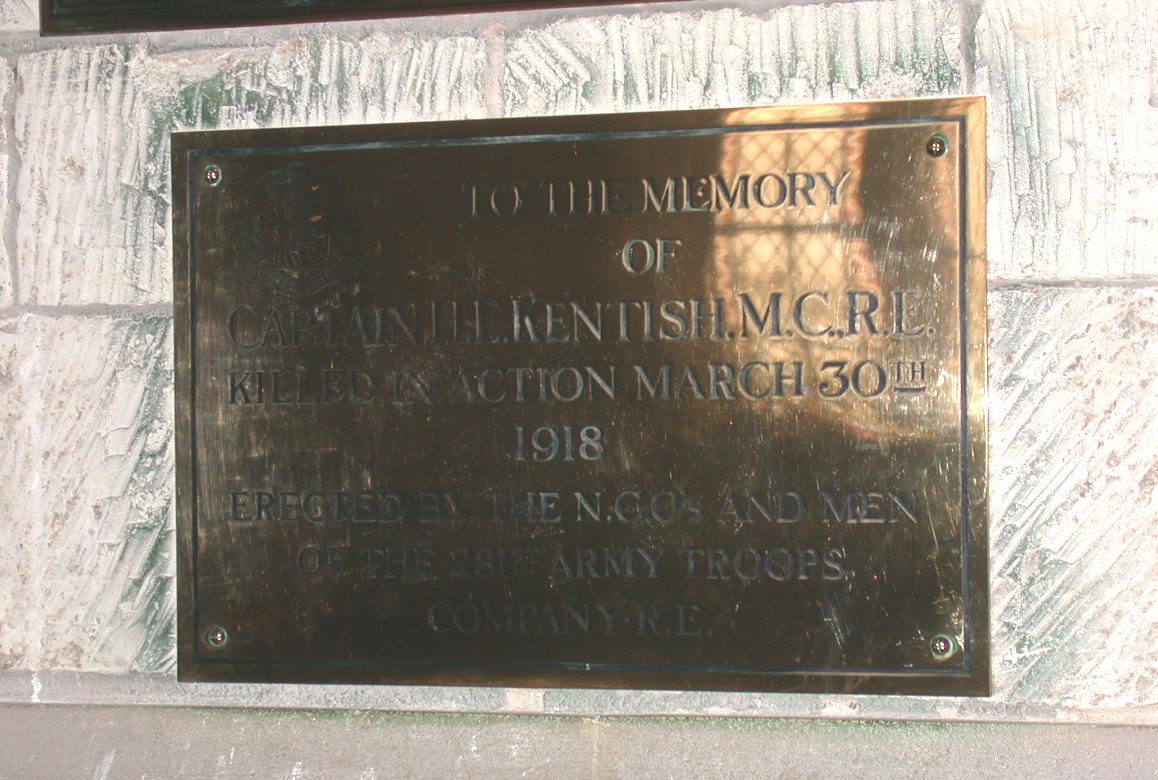 TO THE MEMORY
OF
CAPTAIN H.E. KENTISH, M.C., R.E.
KILLED IN ACTION MARCH 30TH
1918
ERECTED BY THE N.C.O's AND MEN
OF THE 281ST ARMY TROOPS
COMPANY·R.E.